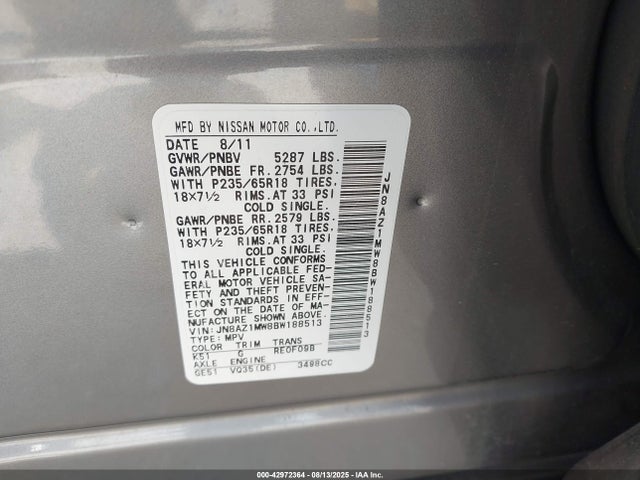 MFD BY NISSAN MOTOR CO.,LTD.
DATE 8/11
GVWR/PNBV 5287 LBS.
GAWR/PNBE FR. 2754 LBS.
WITH P235/65R18 TIRES.
18×7½ RIMS.AT 33 PSI
COLD SINGLE.
GAWR/PNBE RR. 2579 LBS.
WITH P235/65R18 TIRES.
18×7½ RIMS.AT 33 PSI
COLD SINGLE.
THIS VEHICLE CONFORMS
TO ALL APPLICABLE FED-
ERAL MOTOR VEHICLE SA-
FETY AND THEFT PREVEN-
TION STANDARDS IN EFF-
ECT ON THE DATE OF MA-
NUFACTURE SHOWN ABOVE.
VIN: JN8AZ1MW8BW188513
TYPE: MPV
COLOR TRIM TRANS
K51 G RE0F09B
AXLE ENGINE
GE51 VQ35(DE) 3498CC
JN8AZ1MW8BW188513
000-42972364 | 08/13/2025 | IAA, Inc.